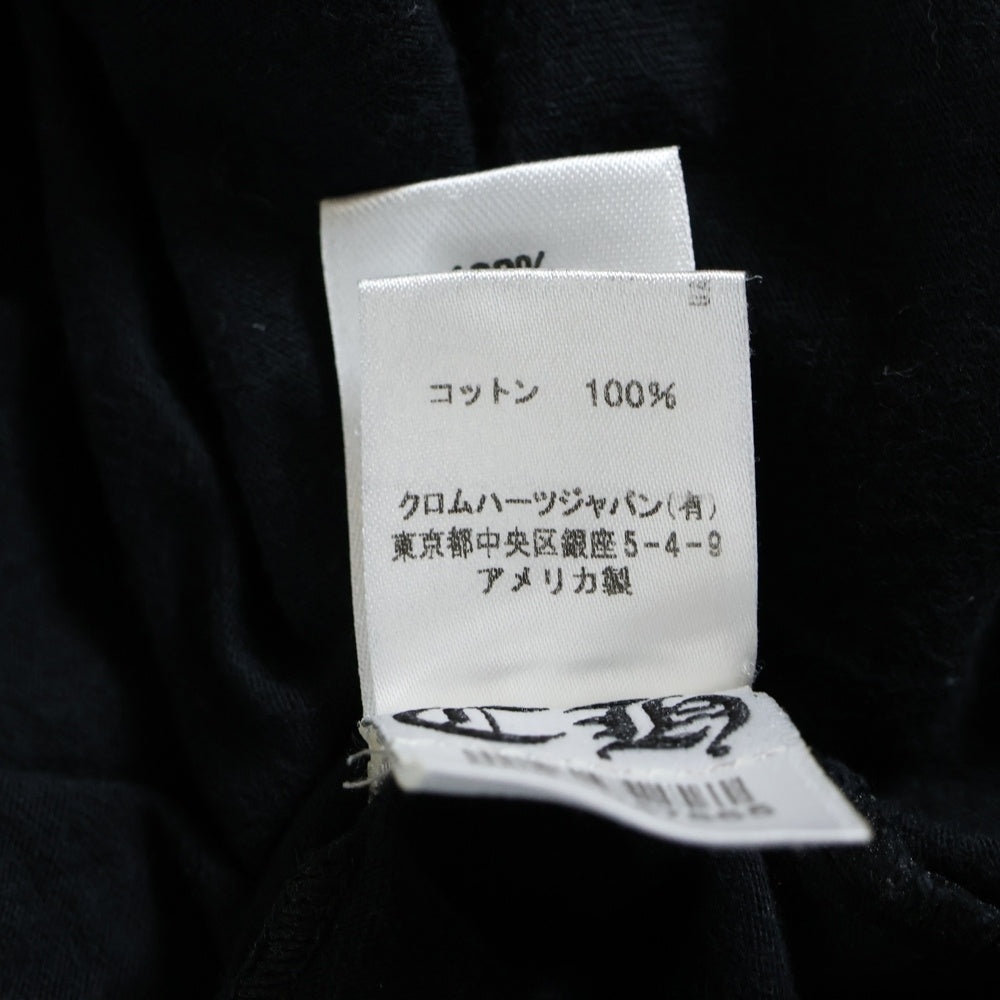 100%
コットン 100%
クロムハーツジャパン(有)
東京都中央区銀座5-4-9
アメリカ製